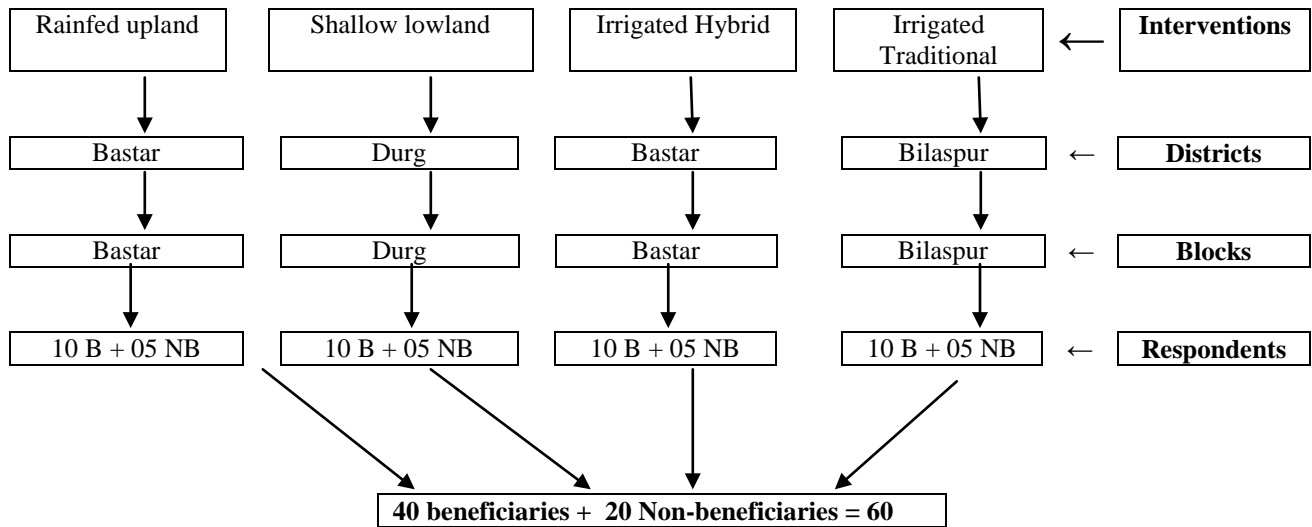 Rainfed upland
Shallow lowland
Irrigated Hybrid
Irrigated
Traditional
Interventions
Bastar
Durg
Bastar
Bilaspur
Districts
Bastar
Durg
Bastar
Bilaspur
Blocks
10 B + 05 NB
10 B + 05 NB
10 B + 05 NB
10 B + 05 NB
Respondents
40 beneficiaries + 20 Non-beneficiaries = 60